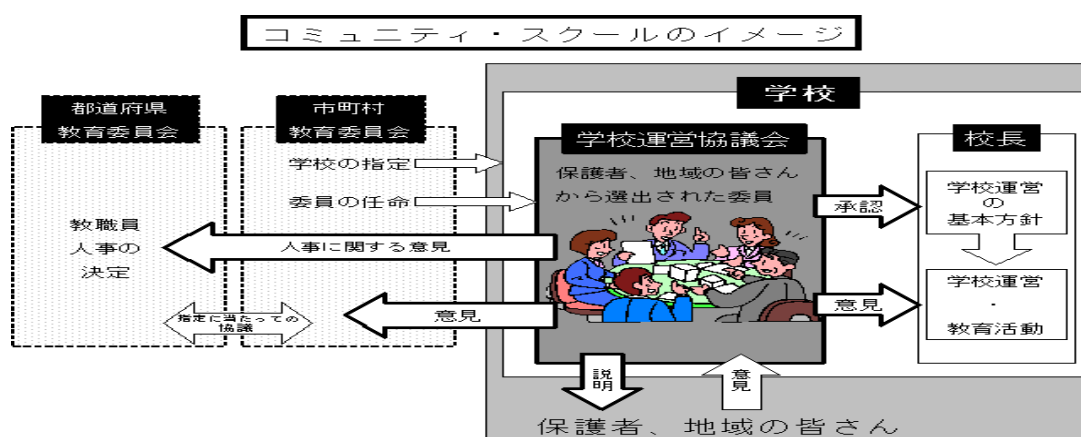 コミュニティ・スクールのイメージ
学校
都道府県
教育委員会
教職員
人事の
決定
市町村
教育委員会
学校の指定
委員の任命
人事に関する意見
意見
指定に当たっての
協議
学校運営協議会
保護者、地域の皆さん
から選出された委員
承認
意見
校長
学校運営
の
基本方針
学校運営
・
教育活動
説明
意見
保護者、地域の皆さん